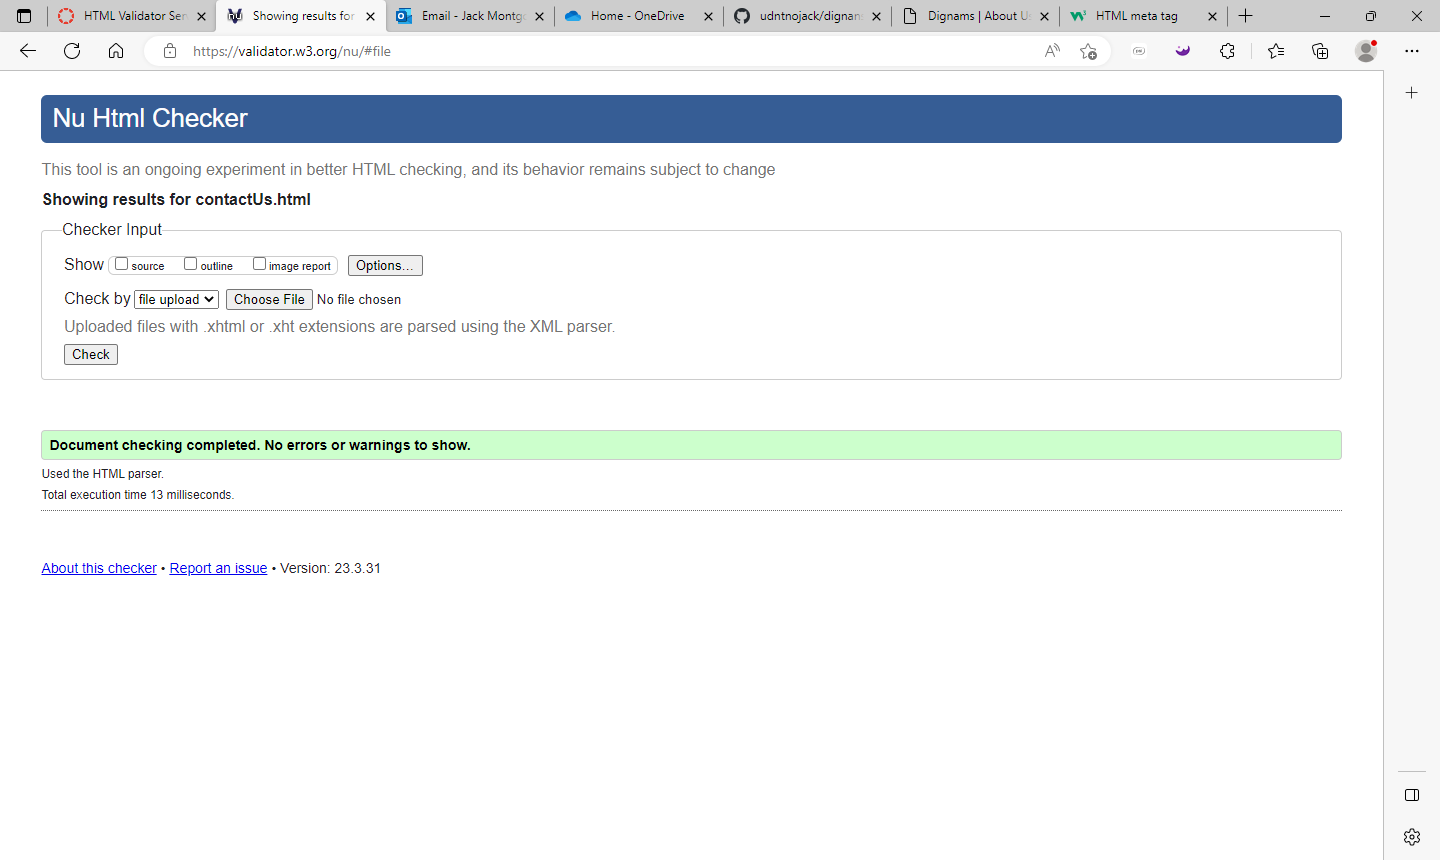 HTML Validator Ser
Showing results for
Email - Jack Montgo
Home - OneDrive
udntnojack/dignan
Dignams | About U
HTML meta tag
https://validator.w3.org/nu/#file
Nu Html Checker
This tool is an ongoing experiment in better HTML checking, and its behavior remains subject to change
Showing results for contactUs.html
Checker Input
Show source outline image report Options...
Check by file upload Choose File No file chosen
Uploaded files with .xhtml or .xht extensions are parsed using the XML parser.
Check
Document checking completed. No errors or warnings to show.
Used the HTML parser.
Total execution time 13 milliseconds.
About this checker • Report an issue • Version: 23.3.31